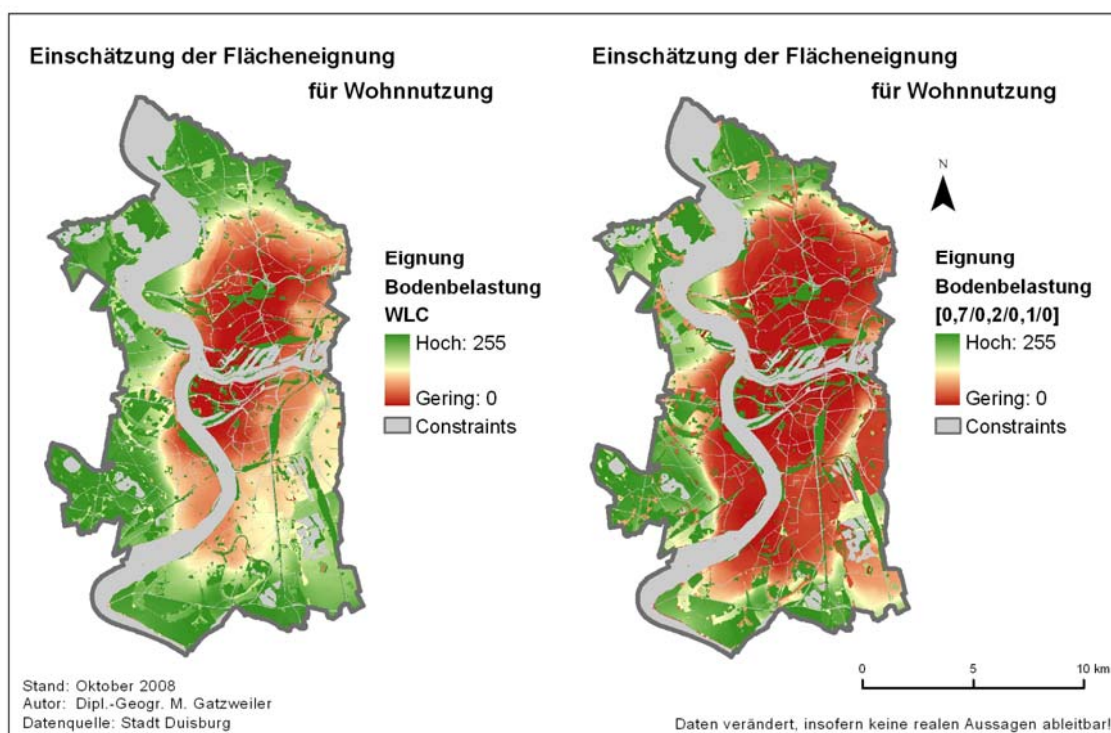 Einschätzung der Flächeneignung
für Wohnnutzung
Eignung
Bodenbelastung
WLC
Hoch: 255
Gering: 0
Constraints
Stand: Oktober 2008
Autor: Dipl.-Geogr. M. Gatzweiler
Datenquelle: Stadt Duisburg
Einschätzung der Flächeneignung
für Wohnnutzung
N
Eignung
Bodenbelastung
[0,7/0,2/0,1/0]
Hoch: 255
Gering: 0
Constraints
0 5 10 km
Daten verändert, insofern keine realen Aussagen ableitbar!